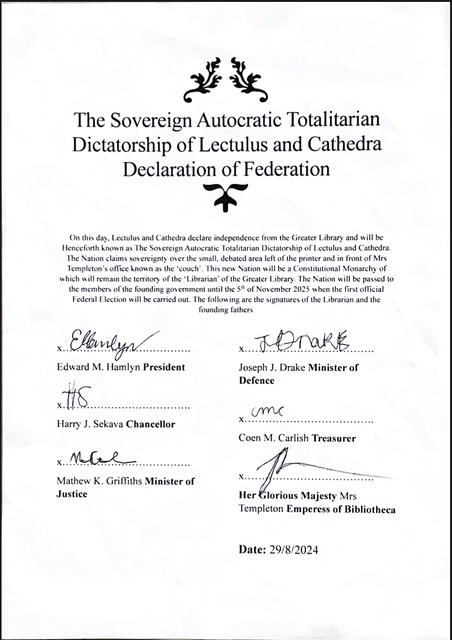 The Sovereign Autocratic Totalitarian
Dictatorship of Lectulus and Cathedra
Declaration of Federation
On this day, Lectulus and Cathedra declare independence from the Greater Library and will be
Henceforth known as The Sovereign Autocratic Totalitarian Dictatorship of Lectulus and Cathedra.
The Nation claims sovereignty over the small, debated area left of the printer and in front of Mrs
Templeton's office known as the 'couch'. This new Nation will be a Constitutional Monarchy of
which will remain the territory of the 'Librarian' of the Greater Library. The Nation will be passed to
the members of the founding government until the 5th of November 2025 when the first official
Federal Election will be carried out. The following are the signatures of the Librarian and the
founding fathers
x EHamlyn
Edward M. Hamlyn President
x HS
Harry J. Sekava Chancellor
x
Mathew K. Griffiths Minister of
Justice
x J.DRAKE
Joseph J. Drake Minister of
Defence
x cmc
Coen M. Carlish Treasurer
x
Her Glorious Majesty Mrs
Templeton Emperess of Bibliotheca
Date: 29/8/2024